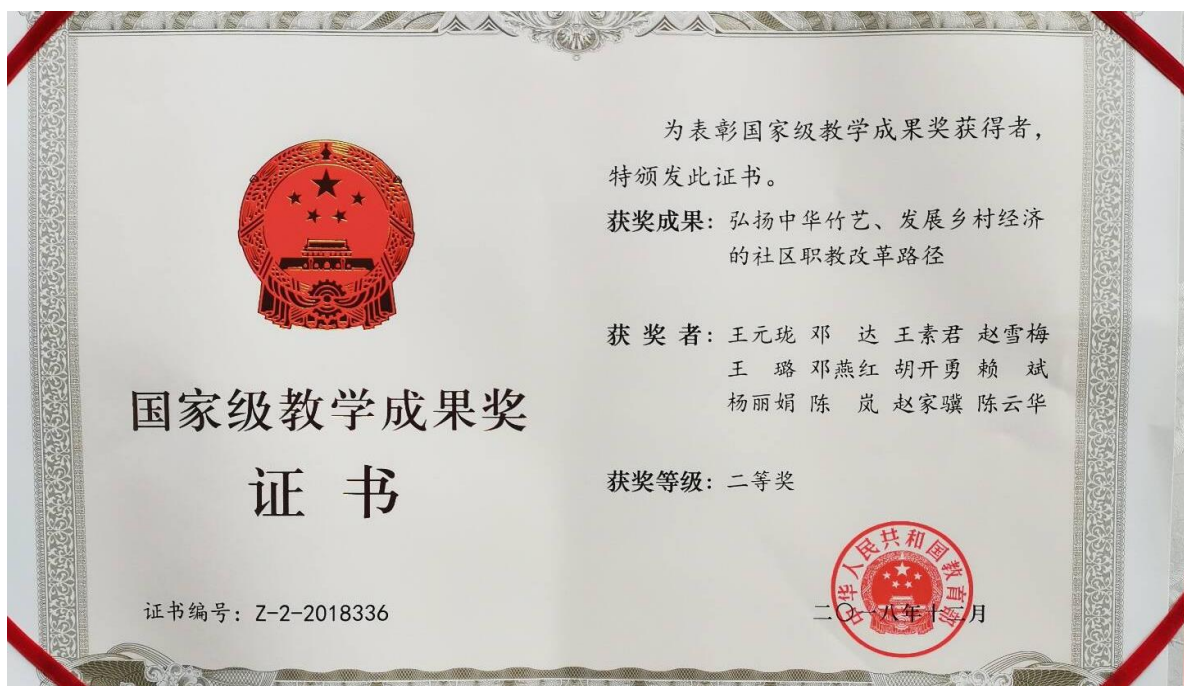 国家级教学成果奖
证 书
证书编号：Z-2-2018336
为表彰国家级教学成果奖获得者，
特颁发此证书。
获奖成果：弘扬中华竹艺、发展乡村经济
的社区职教改革路径
获 奖 者：王元珑 邓 达 王素君 赵雪梅
王 璐 邓燕红 胡开勇 赖 斌
杨丽娟 陈 岚 赵家骥 陈云华
获奖等级：二等奖
中华人民共和国教育部
二〇一八年十二月